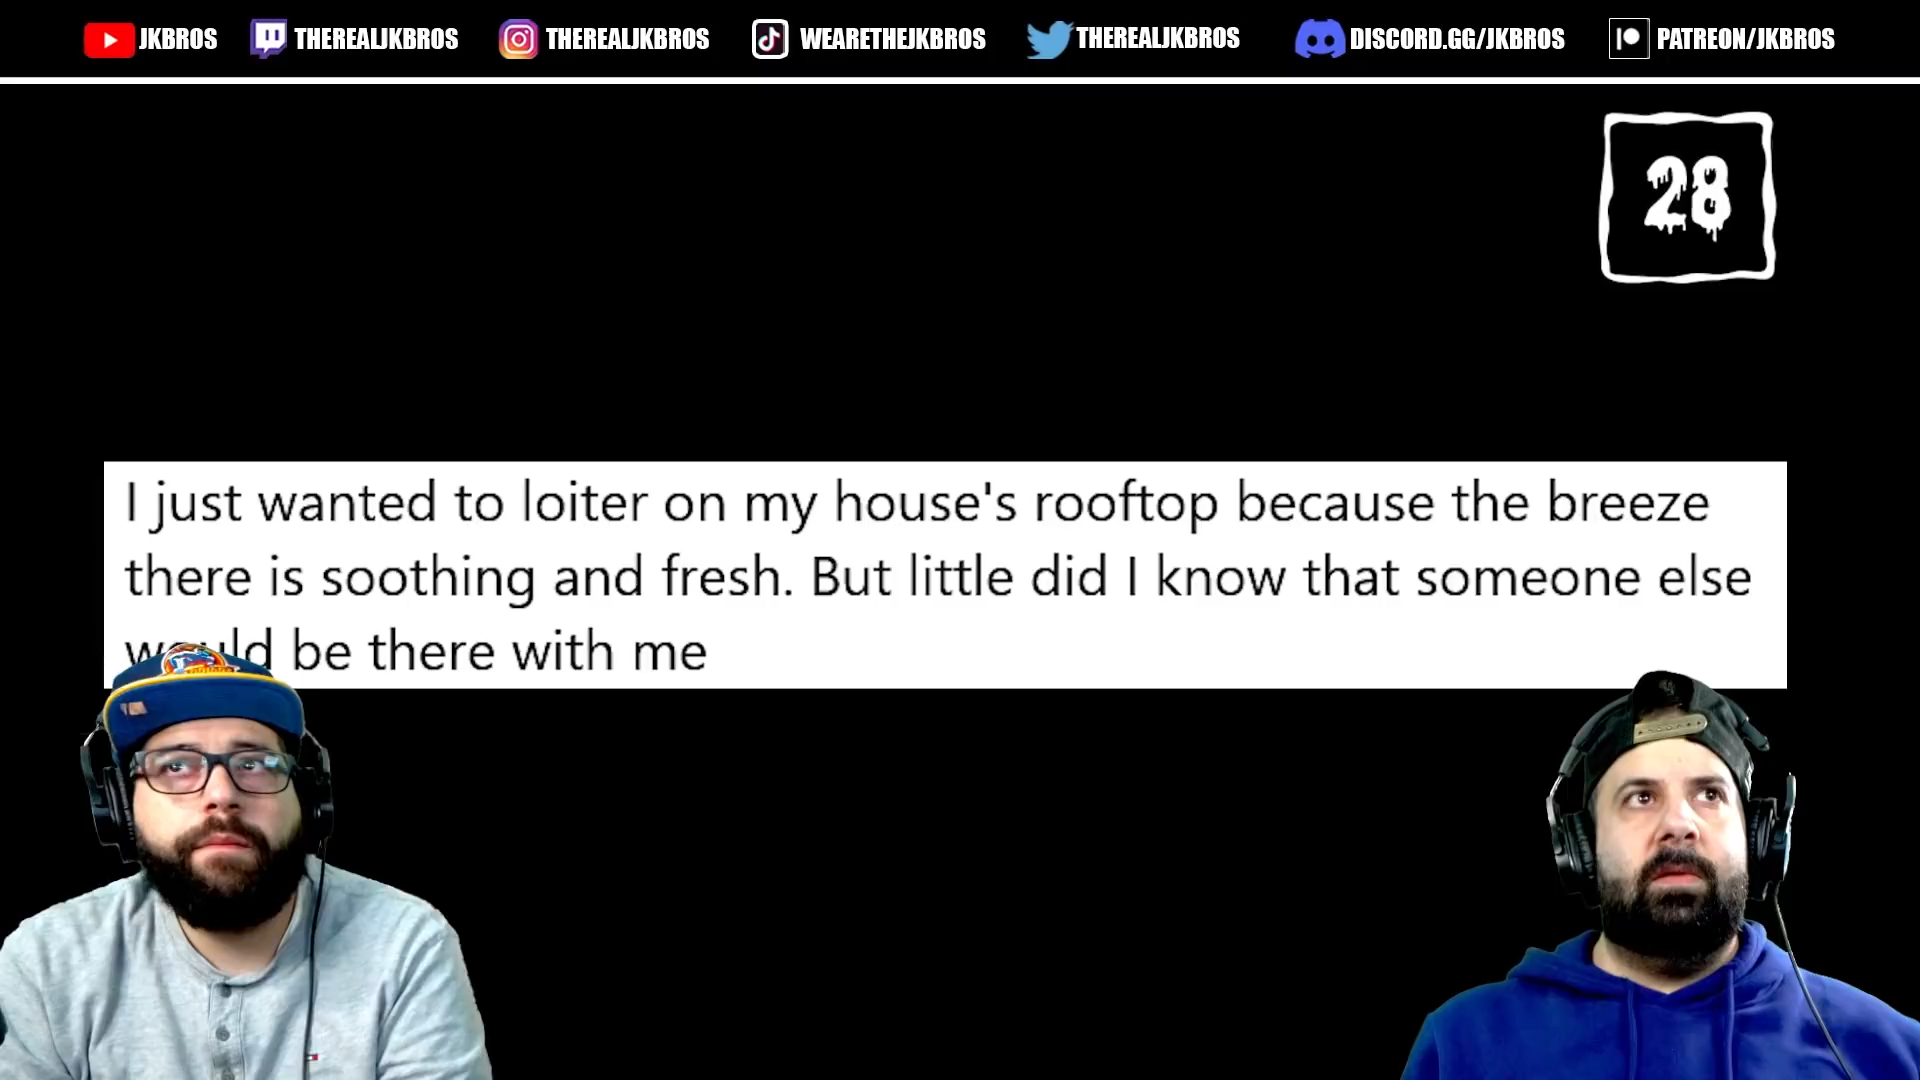 JKBROS THEREALJKBROS THEREALJKBROS WEARETHEJKBROS THEREALJKBROS DISCORD.GG/JKBROS PATREON/JKBROS
28
I just wanted to loiter on my house's rooftop because the breeze
there is soothing and fresh. But little did I know that someone else
would be there with me